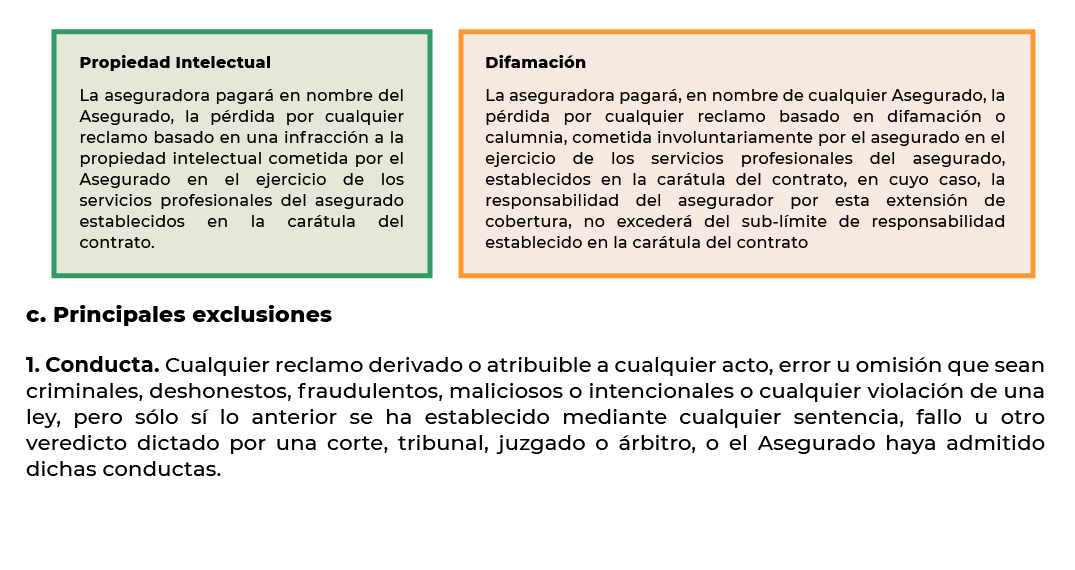 Propiedad Intelectual
La aseguradora pagará en nombre del
Asegurado, la pérdida por cualquier
reclamo basado en una infracción a la
propiedad intelectual cometida por el
Asegurado en el ejercicio de los
servicios profesionales del asegurado
establecidos en la carátula del
contrato.
Difamación
La aseguradora pagará, en nombre de cualquier Asegurado, la
pérdida por cualquier reclamo basado en difamación o
calumnia, cometida involuntariamente por el asegurado en el
ejercicio de los servicios profesionales del asegurado,
establecidos en la carátula del contrato, en cuyo caso, la
responsabilidad del asegurador por esta extensión de
cobertura, no excederá del sub-límite de responsabilidad
establecido en la carátula del contrato
c. Principales exclusiones
1. Conducta. Cualquier reclamo derivado o atribuible a cualquier acto, error u omisión que sean
criminales, deshonestos, fraudulentos, maliciosos o intencionales o cualquier violación de una
ley, pero sólo sí lo anterior se ha establecido mediante cualquier sentencia, fallo u otro
veredicto dictado por una corte, tribunal, juzgado o árbitro, o el Asegurado haya admitido
dichas conductas.